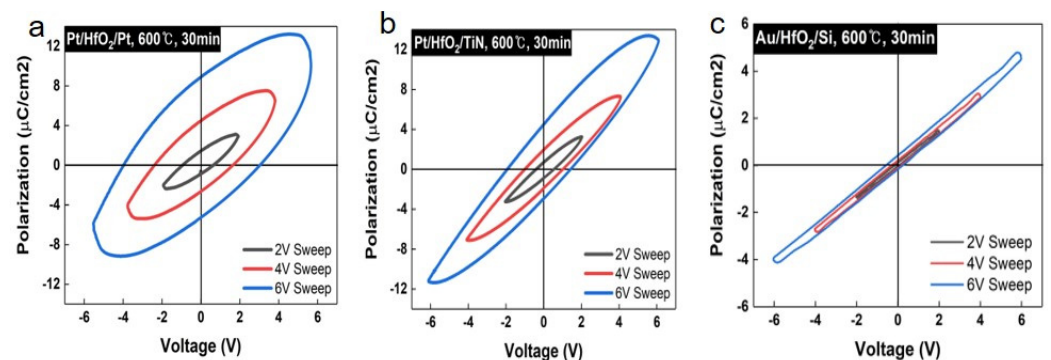 a
Pt/HfO₂/Pt, 600℃, 30min
Polarization (μC/cm2)
12
8
4
0
-4
-8
-12
2V Sweep
4V Sweep
6V Sweep
-6 -4 -2 0 2 4 6
Voltage (V)
b
Pt/HfO₂/TiN, 600℃, 30min
Polarization (μC/cm2)
12
8
4
0
-4
-8
-12
2V Sweep
4V Sweep
6V Sweep
-6 -4 -2 0 2 4 6
Voltage (V)
c
Au/HfO₂/Si, 600℃, 30min
Polarization (μC/cm2)
6
4
2
0
-2
-4
-6
2V Sweep
4V Sweep
6V Sweep
-6 -4 -2 0 2 4 6
Voltage (V)